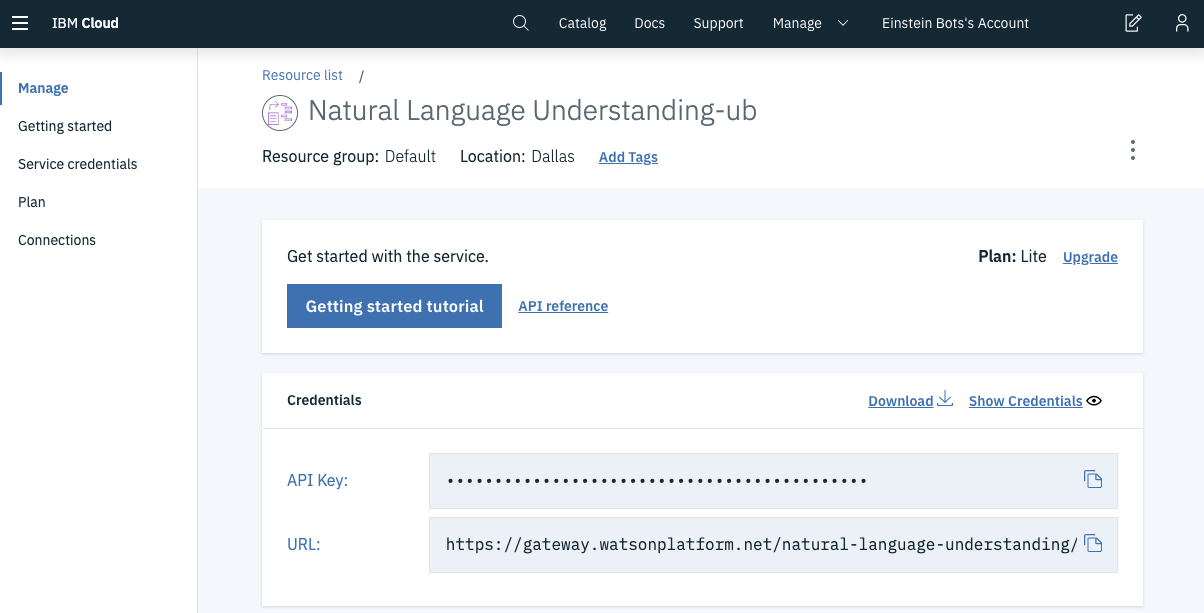 IBM Cloud
Catalog Docs Support Manage Einstein Bots's Account
Manage
Getting started
Service credentials
Plan
Connections
Resource list /
Natural Language Understanding-ub
Resource group: Default Location: Dallas Add Tags
Get started with the service. Plan: Lite Upgrade
Getting started tutorial API reference
Credentials Download Show Credentials
API Key: ••••••••••••••••••••••••••••••••••••••••••••
URL: https://gateway.watsonplatform.net/natural-language-understanding/